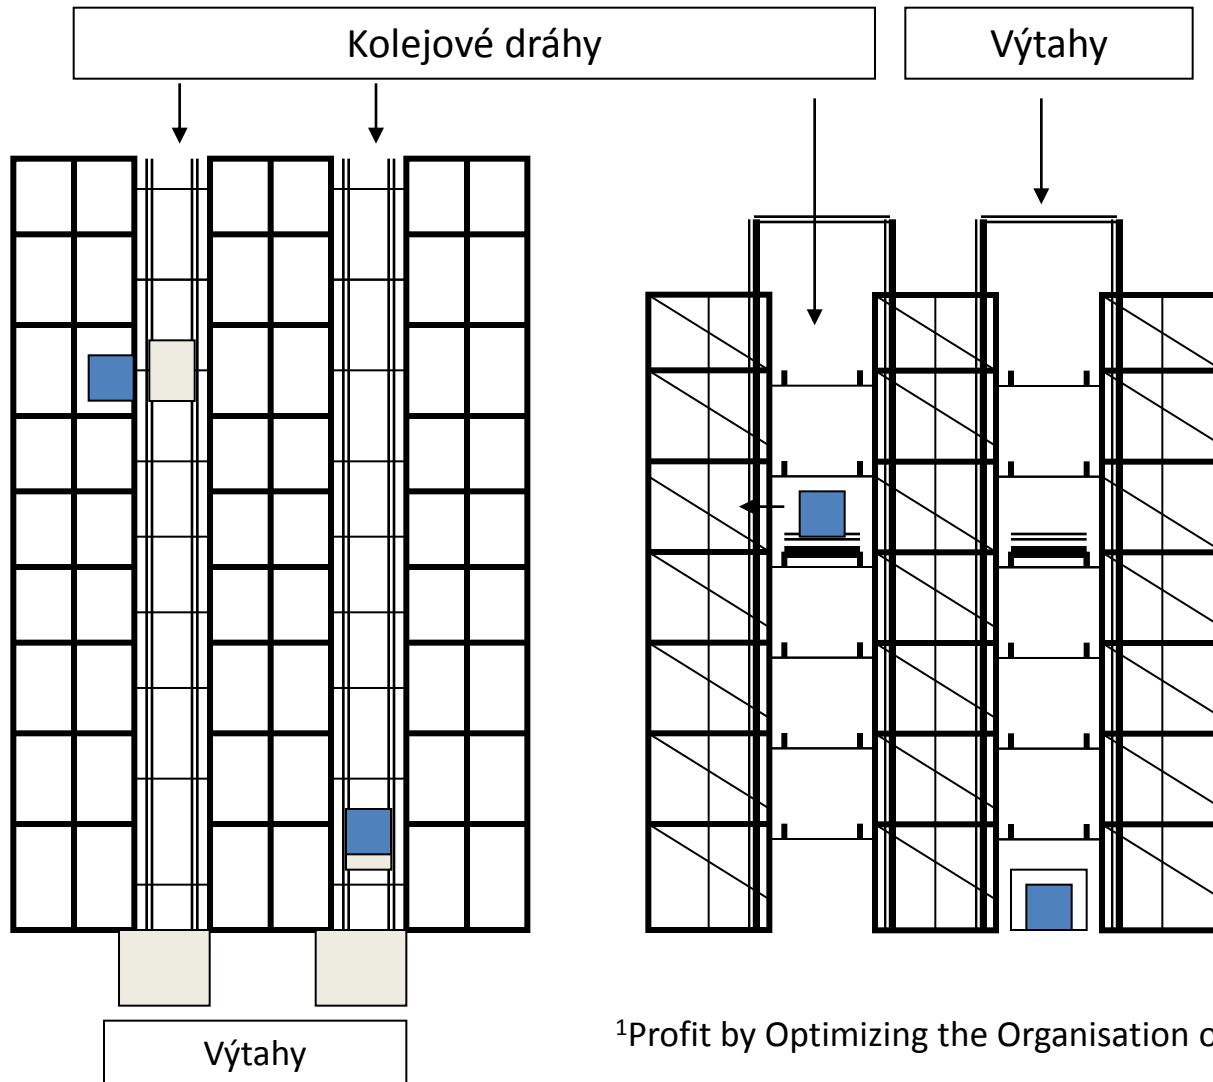 Kolejové dráhy
Výtahy
Výtahy
¹Profit by Optimizing the Organisation o